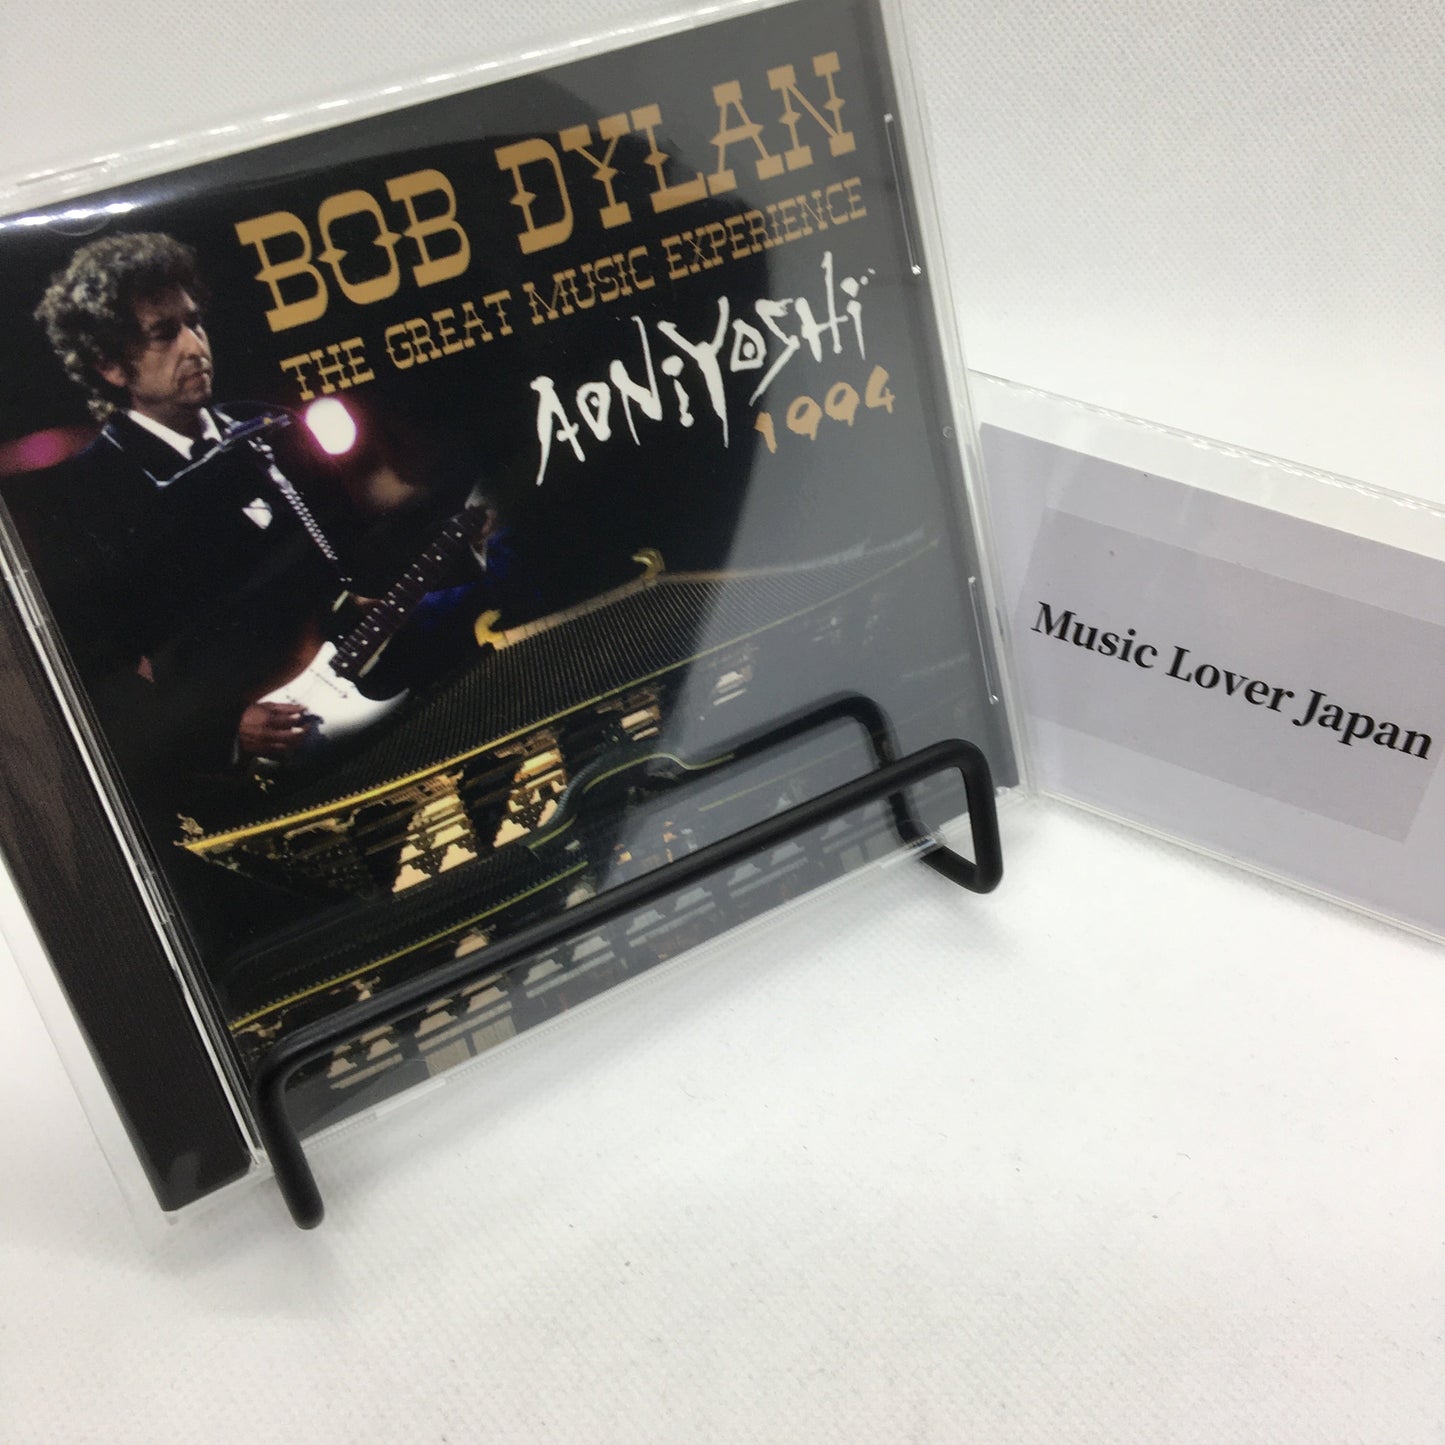 BOB DYLAN
THE GREAT MUSIC EXPERIENCE
AONIYOSHI
1994
Music Lover Japan